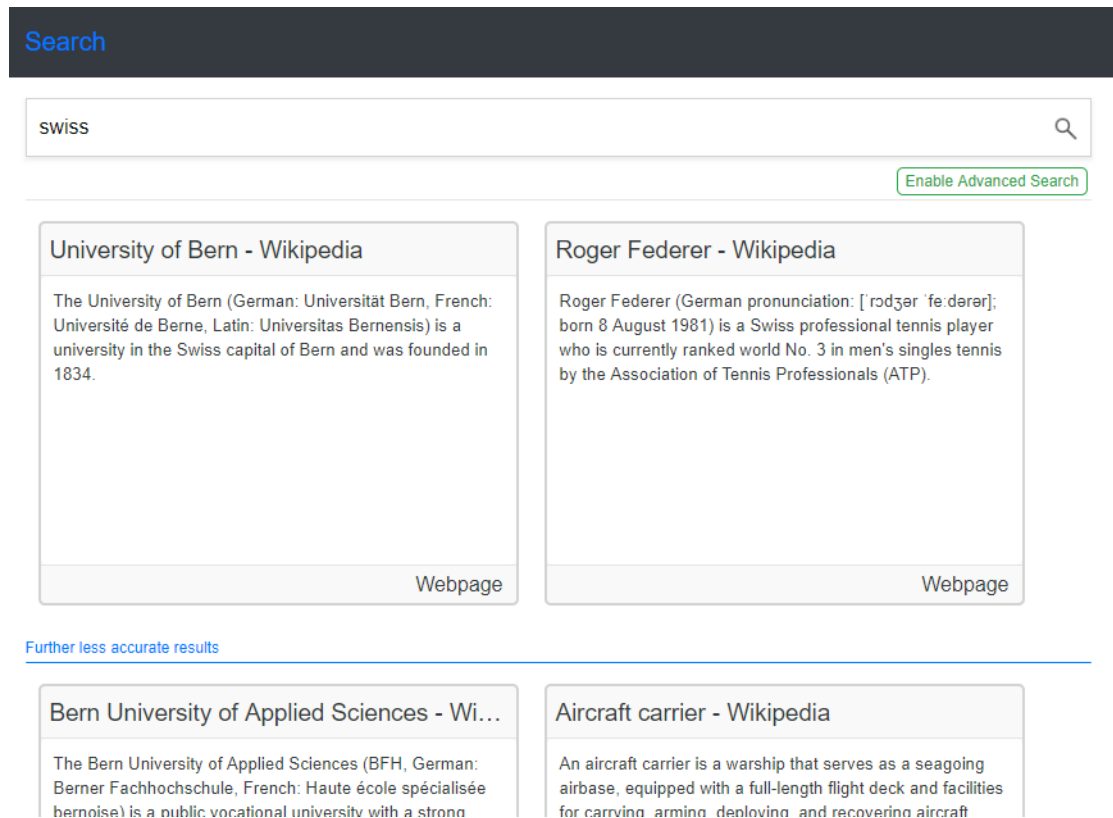 Search
swiss
Enable Advanced Search
University of Bern - Wikipedia
The University of Bern (German: Universität Bern, French:
Université de Berne, Latin: Universitas Bernensis) is a
university in the Swiss capital of Bern and was founded in
1834.
Webpage
Roger Federer - Wikipedia
Roger Federer (German pronunciation: [ˈrɔdʒər ˈfeːdərər];
born 8 August 1981) is a Swiss professional tennis player
who is currently ranked world No. 3 in men's singles tennis
by the Association of Tennis Professionals (ATP).
Webpage
Further less accurate results
Bern University of Applied Sciences - Wi…
The Bern University of Applied Sciences (BFH, German:
Berner Fachhochschule, French: Haute école spécialisée
bernoise) is a public vocational university with a strong
Aircraft carrier - Wikipedia
An aircraft carrier is a warship that serves as a seagoing
airbase, equipped with a full-length flight deck and facilities
for carrying, arming, deploying, and recovering aircraft